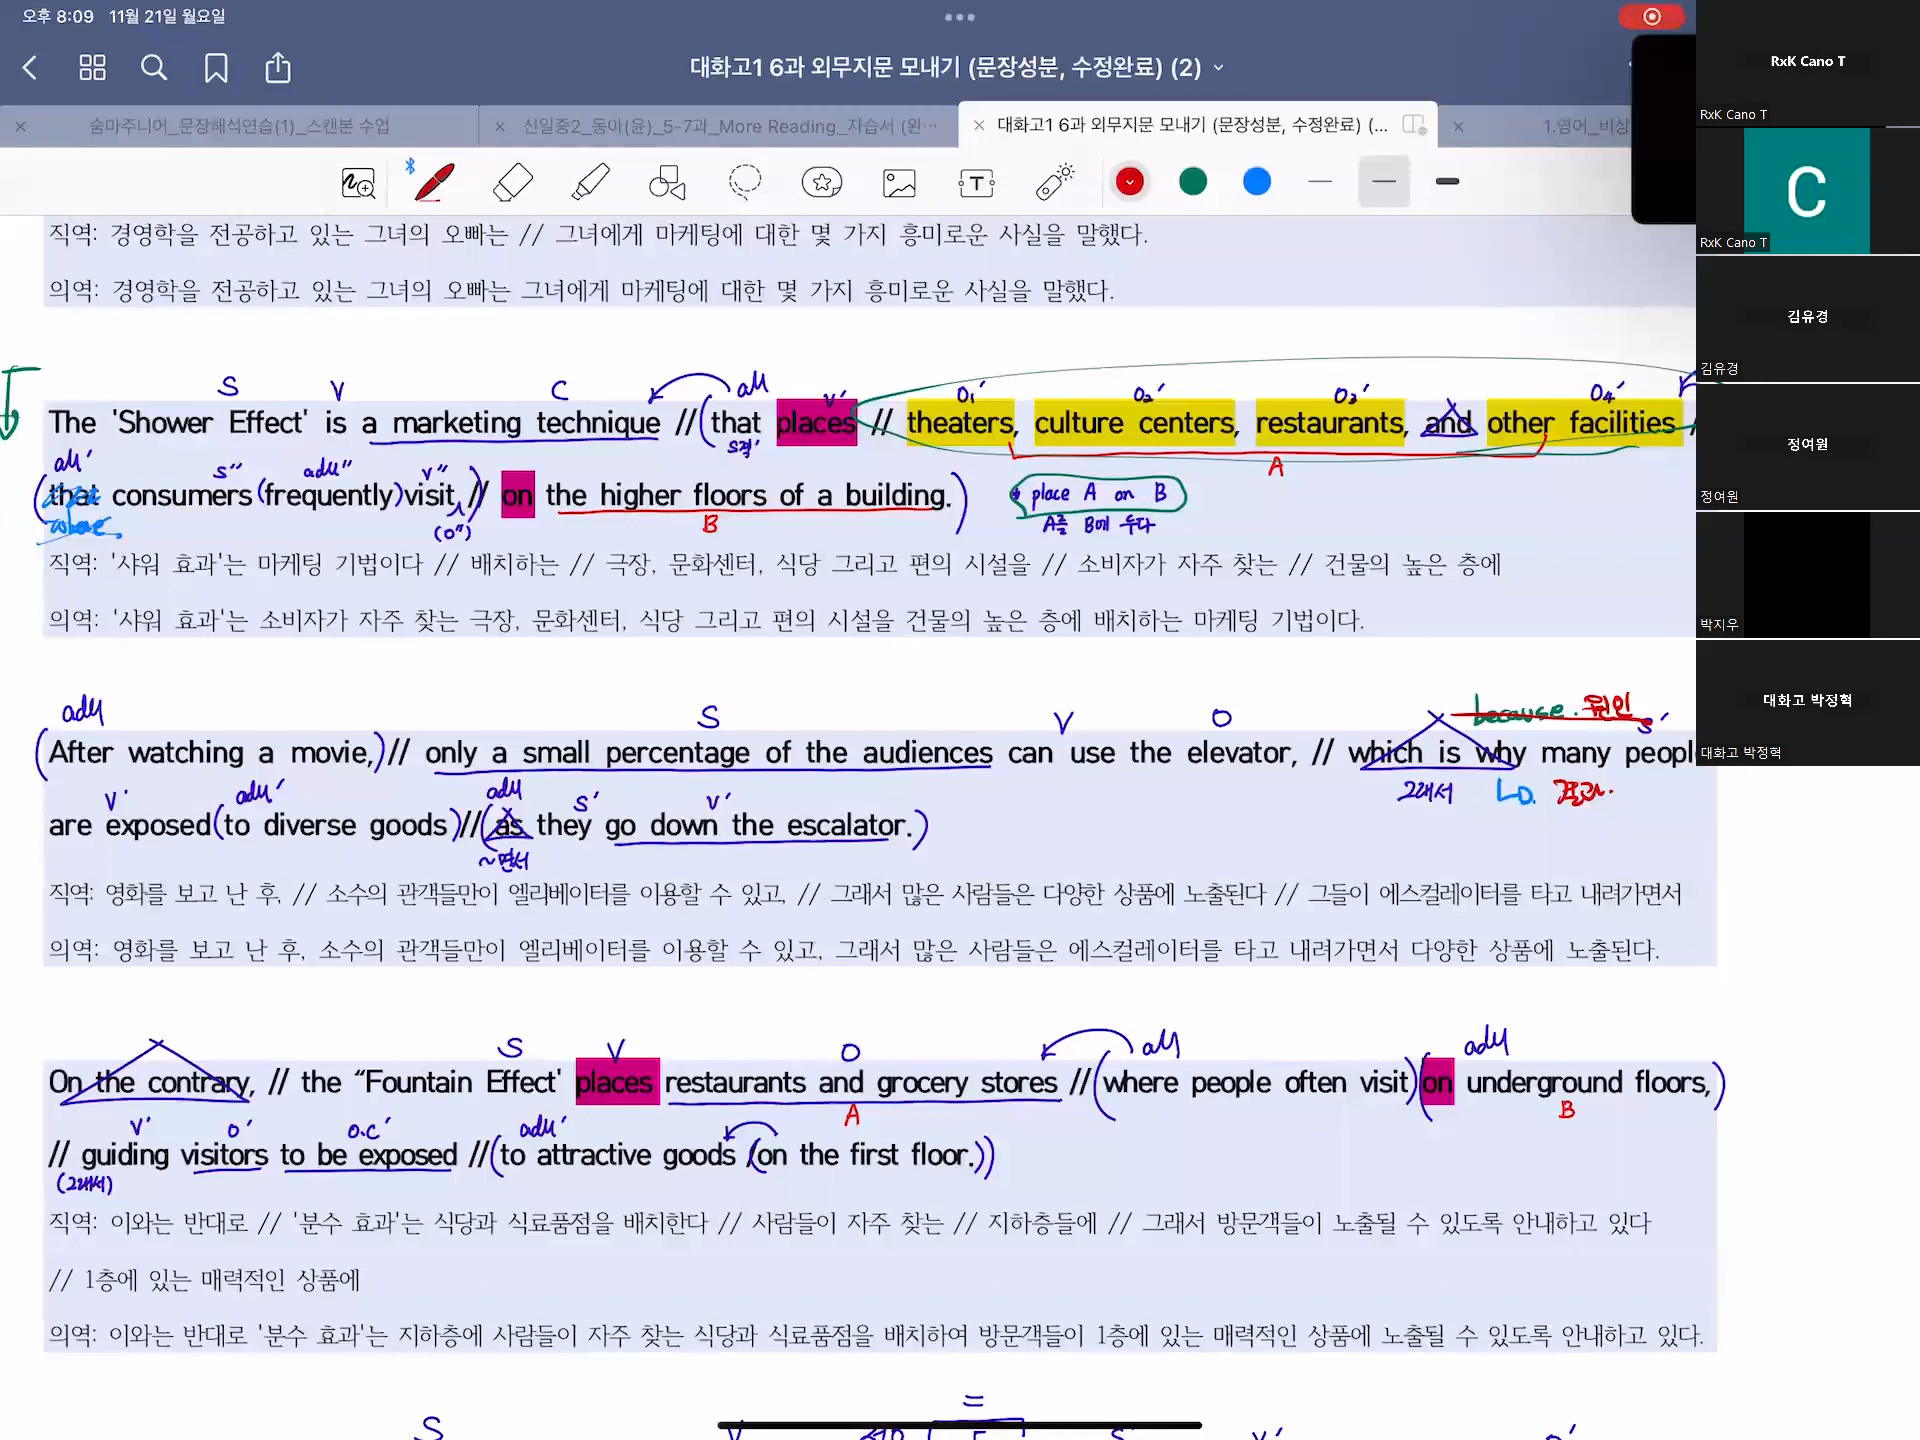 오후 8:09 11월 21일 월요일
대화고1 6과 외무지문 모내기 (문장성분, 수정완료) (2)
숨마주니어_문장해석연습(1)_스캔본 수업
신일중2_동아(윤)_5-7과_More Reading_자습서 (완…
대화고1 6과 외무지문 모내기 (문장성분, 수정완료) (...
1.영어_비상
직역: 경영학을 전공하고 있는 그녀의 오빠는 // 그녀에게 마케팅에 대한 몇 가지 흥미로운 사실을 말했다.
의역: 경영학을 전공하고 있는 그녀의 오빠는 그녀에게 마케팅에 대한 몇 가지 흥미로운 사실을 말했다.
S V C v' O₁' O₂' O₃' O₄'
The 'Shower Effect' is a marketing technique // (that places // theaters, culture centers, restaurants, and other facilities /
A
s'' v''
(that consumers (frequently) visit, //) on the higher floors of a building.) place A on B
(o'') B A를 B에 두다
직역: '샤워 효과'는 마케팅 기법이다 // 배치하는 // 극장, 문화센터, 식당 그리고 편의 시설을 // 소비자가 자주 찾는 // 건물의 높은 층에
의역: '샤워 효과'는 소비자가 자주 찾는 극장, 문화센터, 식당 그리고 편의 시설을 건물의 높은 층에 배치하는 마케팅 기법이다.
S V O because. 원인
s'
(After watching a movie,) // only a small percentage of the audiences can use the elevator, // which is why many peopl
그래서 결과.
v' s' v'
are exposed (to diverse goods) // (as they go down the escalator.)
~면서
직역: 영화를 보고 난 후, // 소수의 관객들만이 엘리베이터를 이용할 수 있고, // 그래서 많은 사람들은 다양한 상품에 노출된다 // 그들이 에스컬레이터를 타고 내려가면서
의역: 영화를 보고 난 후, 소수의 관객들만이 엘리베이터를 이용할 수 있고, 그래서 많은 사람들은 에스컬레이터를 타고 내려가면서 다양한 상품에 노출된다.
S V O
On the contrary, // the “Fountain Effect' places restaurants and grocery stores // (where people often visit) (on underground floors,)
A B
v' o' o.c'
// guiding visitors to be exposed // (to attractive goods (on the first floor.))
(그래서)
직역: 이와는 반대로 // '분수 효과'는 식당과 식료품점을 배치한다 // 사람들이 자주 찾는 // 지하층들에 // 그래서 방문객들이 노출될 수 있도록 안내하고 있다
// 1층에 있는 매력적인 상품에
의역: 이와는 반대로 '분수 효과'는 지하층에 사람들이 자주 찾는 식당과 식료품점을 배치하여 방문객들이 1층에 있는 매력적인 상품에 노출될 수 있도록 안내하고 있다.
S
RxK Cano T
RxK Cano T
C
RxK Cano T
김유경
김유경
정여원
정여원
박지우
대화고 박정혁
대화고 박정혁